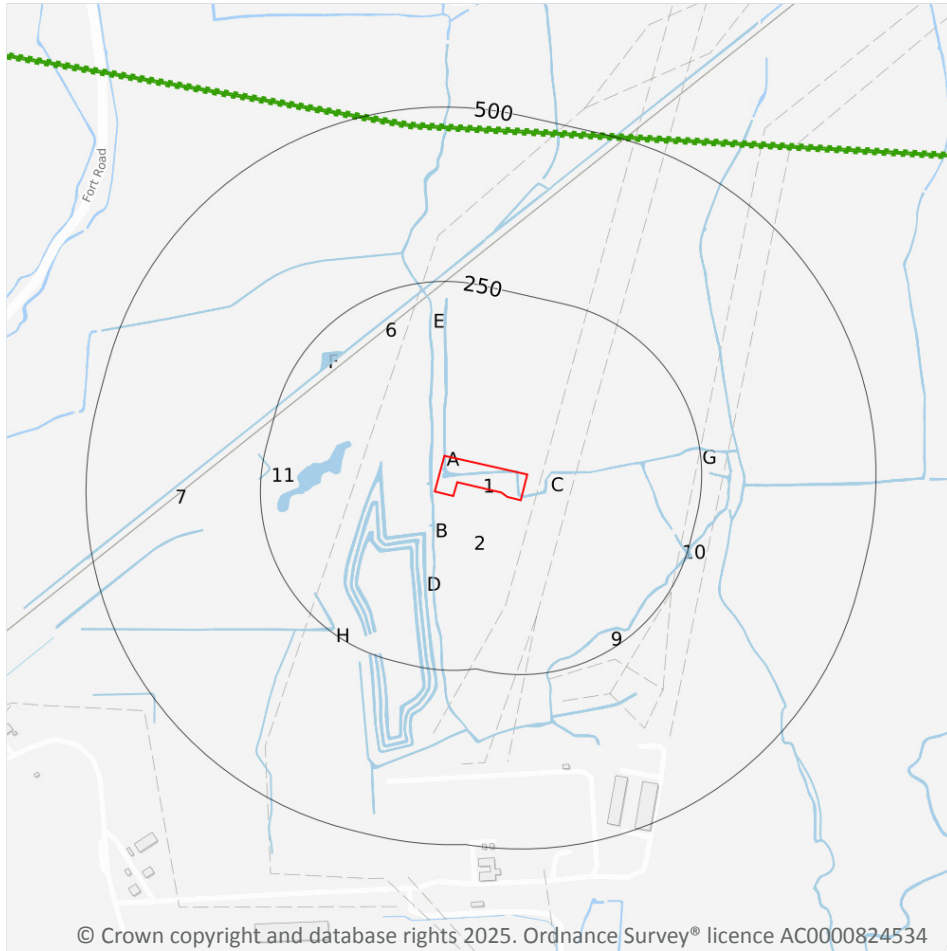 500
Fort Road
250
E
6
F
A
G
11
1
C
7
B
2
10
D
H
9
© Crown copyright and database rights 2025. Ordnance Survey® licence AC0000824534